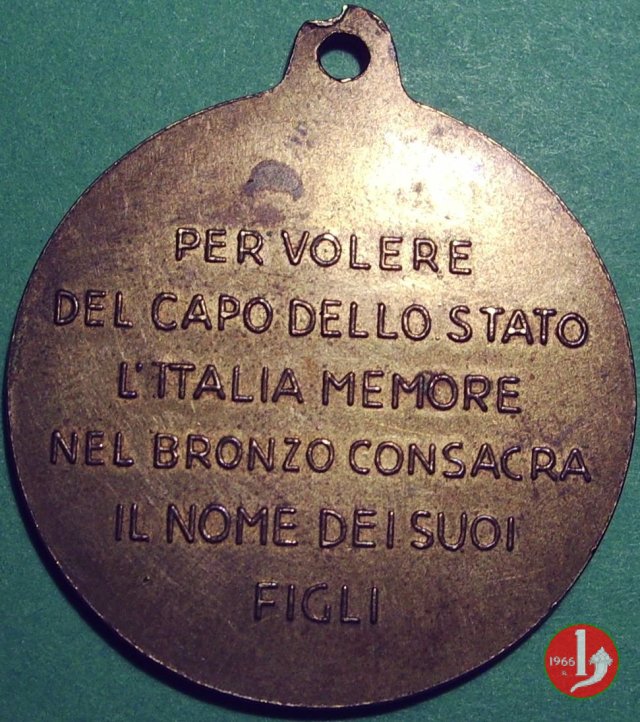 PER VOLERE
DEL CAPO DELLO STATO
L'ITALIA MEMORE
NEL BRONZO CONSACRA
IL NOME DEI SUOI
FIGLI
1966